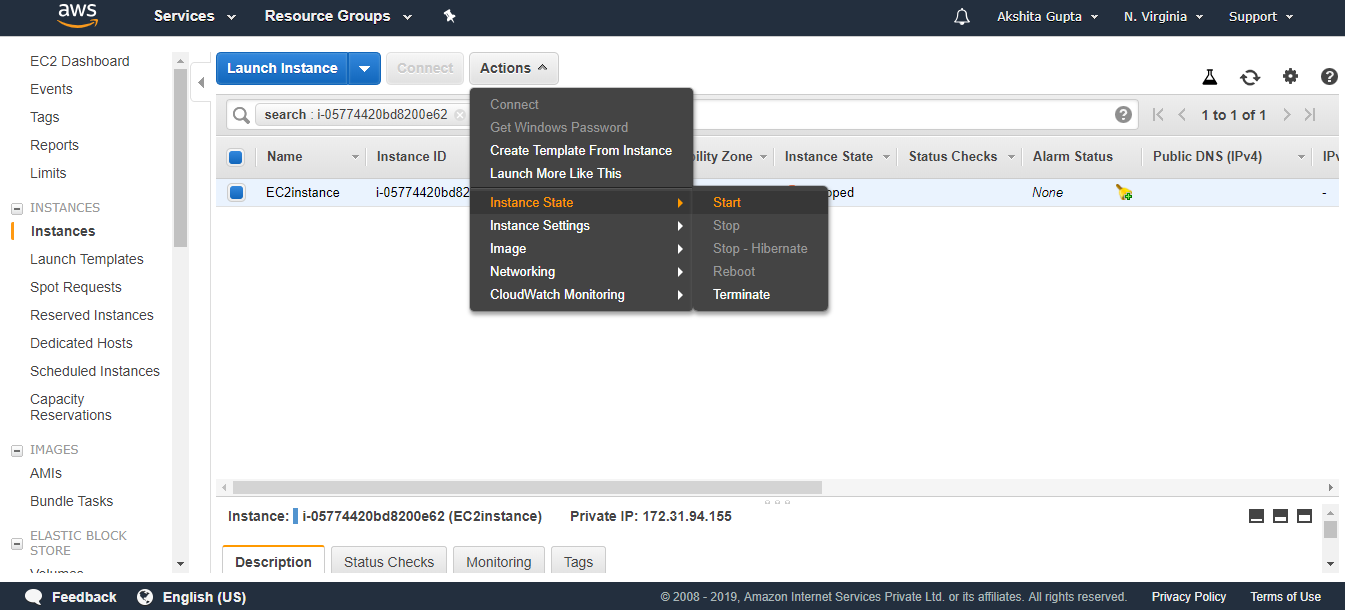 aws Services Resource Groups Akshita Gupta N. Virginia Support
EC2 Dashboard
Events
Tags
Reports
Limits
INSTANCES
Instances
Launch Templates
Spot Requests
Reserved Instances
Dedicated Hosts
Scheduled Instances
Capacity
Reservations
IMAGES
AMIs
Bundle Tasks
ELASTIC BLOCK
STORE
Volumes
Launch Instance Connect Actions
search : i-05774420bd8200e62 1 to 1 of 1
Name Instance ID bility Zone Instance State Status Checks Alarm Status Public DNS (IPv4) IPv
EC2instance i-05774420bd82 pped None -
Connect
Get Windows Password
Create Template From Instance
Launch More Like This
Instance State
Instance Settings
Image
Networking
CloudWatch Monitoring
Start
Stop
Stop - Hibernate
Reboot
Terminate
Instance: i-05774420bd8200e62 (EC2instance) Private IP: 172.31.94.155
Description Status Checks Monitoring Tags
Feedback English (US) © 2008 - 2019, Amazon Internet Services Private Ltd. or its affiliates. All rights reserved. Privacy Policy Terms of Use